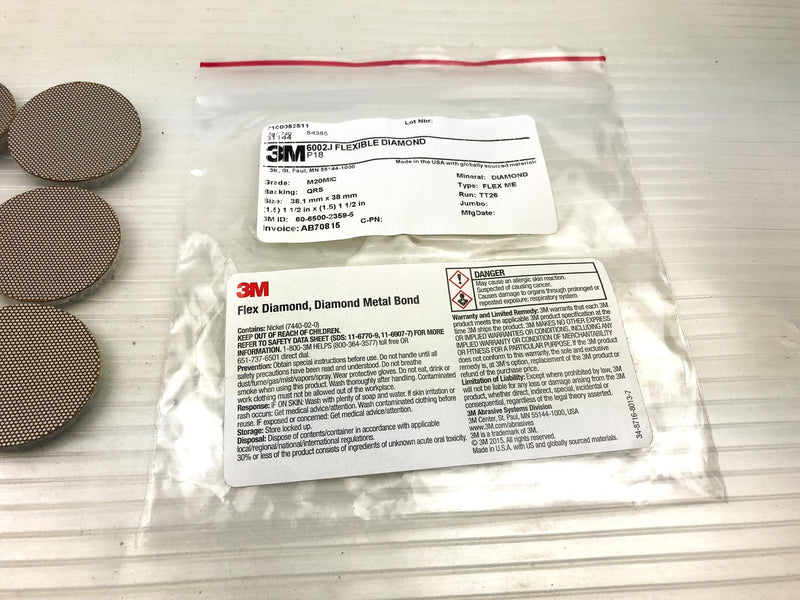 7100052511
Lot Nbr:
31144
84385
3M
6002J FLEXIBLE DIAMOND
P18
3M, St. Paul, MN 55144-1000
Made in the USA with globally sourced materials
Grade: M20MIC
Mineral: DIAMOND
Backing: QRS
Type: FLEX ME
Size: 38.1 mm x 38 mm
Run: TT26
(1.5) 1 1/2 in x (1.5) 1 1/2 in
Jumbo:
3M ID: 60-6500-2359-5
C-PN:
MfgDate:
Invoice: AB70815
3M
Flex Diamond, Diamond Metal Bond
Contains: Nickel (7440-02-0)
KEEP OUT OF REACH OF CHILDREN.
REFER TO SAFETY DATA SHEET (SDS: 11-6770-9, 11-6907-7) FOR MORE
INFORMATION. 1-800-3M HELPS (800-364-3577) toll free OR
651-737-6501 direct dial.
Prevention: Obtain special instructions before use. Do not handle until all
safety precautions have been read and understood. Do not breathe
dust/fume/gas/mist/vapors/spray. Wear protective gloves. Do not eat, drink or
smoke when using this product. Wash thoroughly after handling. Contaminated
work clothing must not be allowed out of the workplace.
Response: IF ON SKIN: Wash with plenty of soap and water. If skin irritation or
rash occurs: Get medical advice/attention. Wash contaminated clothing before
reuse. IF exposed or concerned: Get medical advice/attention.
Storage: Store locked up.
Disposal: Dispose of contents/container in accordance with applicable
local/regional/national/international regulations.
30% or less of the product consists of ingredients of unknown acute oral toxicity.
DANGER
May cause an allergic skin reaction.
Suspected of causing cancer.
Causes damage to organs through prolonged or
repeated exposure: respiratory system
Warranty and Limited Remedy: 3M warrants that each 3M
product meets the applicable 3M product specification at the
time 3M ships the product. 3M MAKES NO OTHER EXPRESS
OR IMPLIED WARRANTIES OR CONDITIONS, INCLUDING ANY
IMPLIED WARRANTY OR CONDITION OF MERCHANTABILITY
OR FITNESS FOR A PARTICULAR PURPOSE. If the 3M product
does not conform to this warranty, the sole and exclusive
remedy is, at 3M's option, replacement of the 3M product or
refund of the purchase price.
Limitation of Liability: Except where prohibited by law, 3M
will not be liable for any loss or damage arising from the 3M
product, whether direct, indirect, special, incidental or
consequential, regardless of the legal theory asserted.
3M Abrasive Systems Division
3M Center, St. Paul, MN 55144-1000, USA
www.3M.com/abrasives
3M is a trademark of 3M.
© 3M 2015. All rights reserved.
Made in U.S.A. with US and globally sourced materials.
34-8716-8013-7